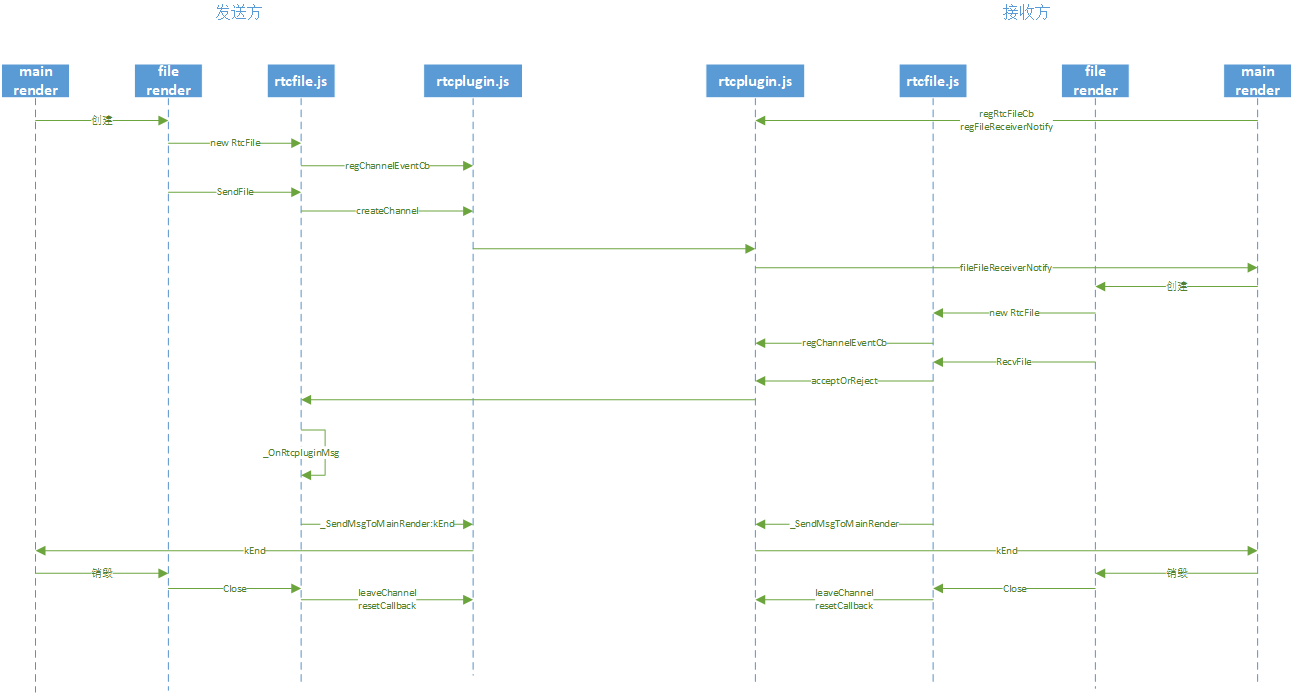 发送方
接收方
main
render
file
render
rtcfile.js
rtcplugin.js
rtcplugin.js
rtcfile.js
file
render
main
render
创建
regRtcFileCb
regFileReceiverNotify
new RtcFile
regChannelEventCb
SendFile
createChannel
fileFileReceiverNotify
创建
new RtcFile
regChannelEventCb
RecvFile
acceptOrReject
_OnRtcpluginMsg
_SendMsgToMainRender:kEnd
_SendMsgToMainRender
kEnd
kEnd
销毁
销毁
Close
Close
leaveChannel
resetCallback
leaveChannel
resetCallback